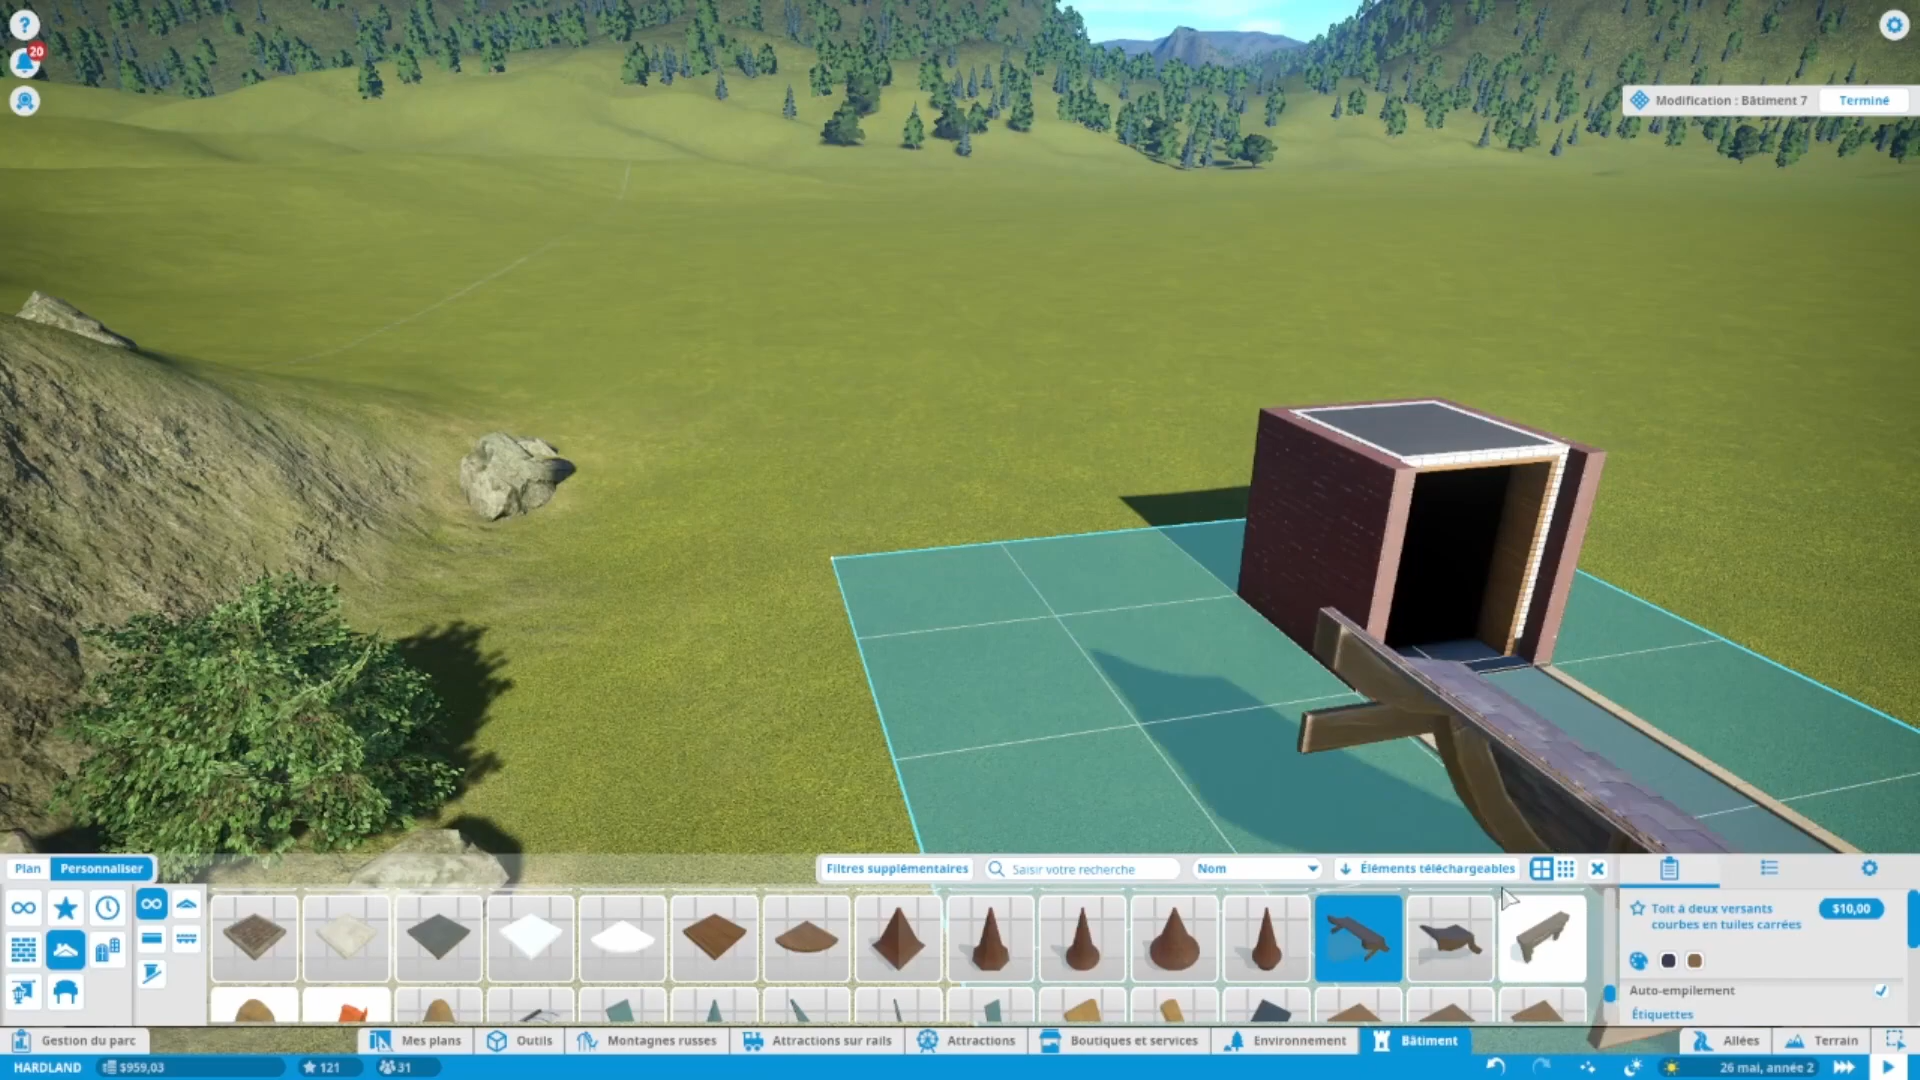 ?
20
Modification : Bâtiment 7
Terminé
Plan
Personnaliser
Filtres supplémentaires
Saisir votre recherche
Nom
Éléments téléchargeables
Toit à deux versants
courbes en tuiles carrées
$10,00
Auto-empilement
Étiquettes
Gestion du parc
Mes plans
Outils
Montagnes russes
Attractions sur rails
Attractions
Boutiques et services
Environnement
Bâtiment
Allées
Terrain
HARDLAND
$959,03
121
31
26 mai, année 2